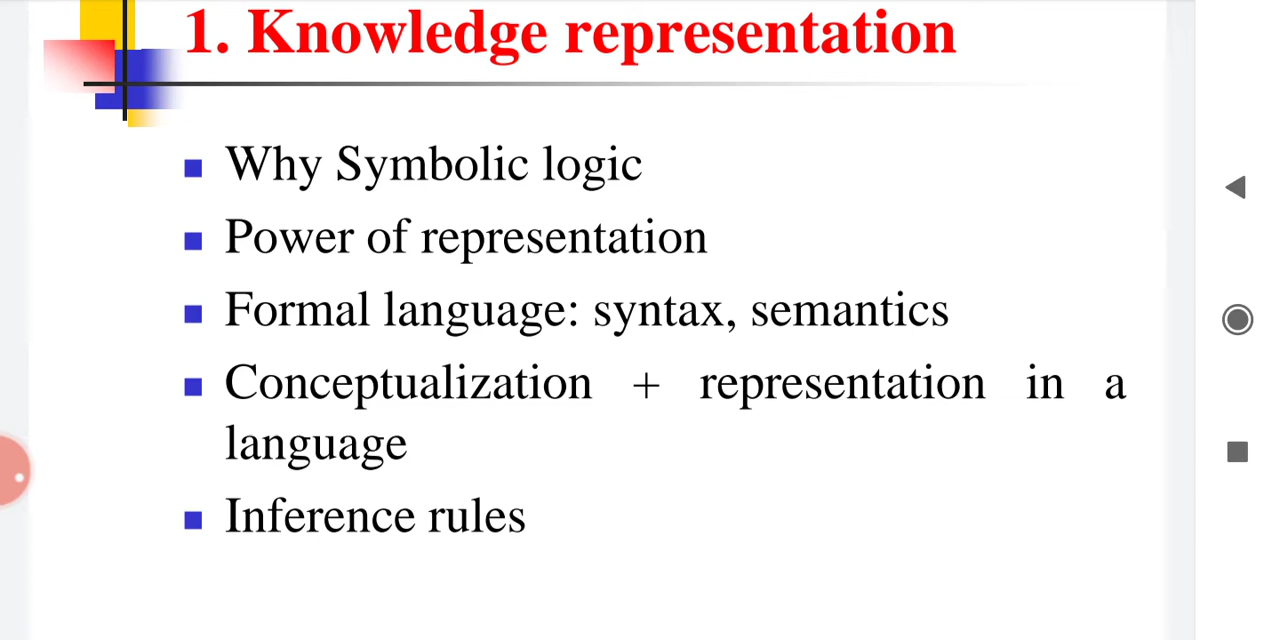 1. Knowledge representation
Why Symbolic logic
Power of representation
Formal language: syntax, semantics
Conceptualization + representation in a
language
Inference rules